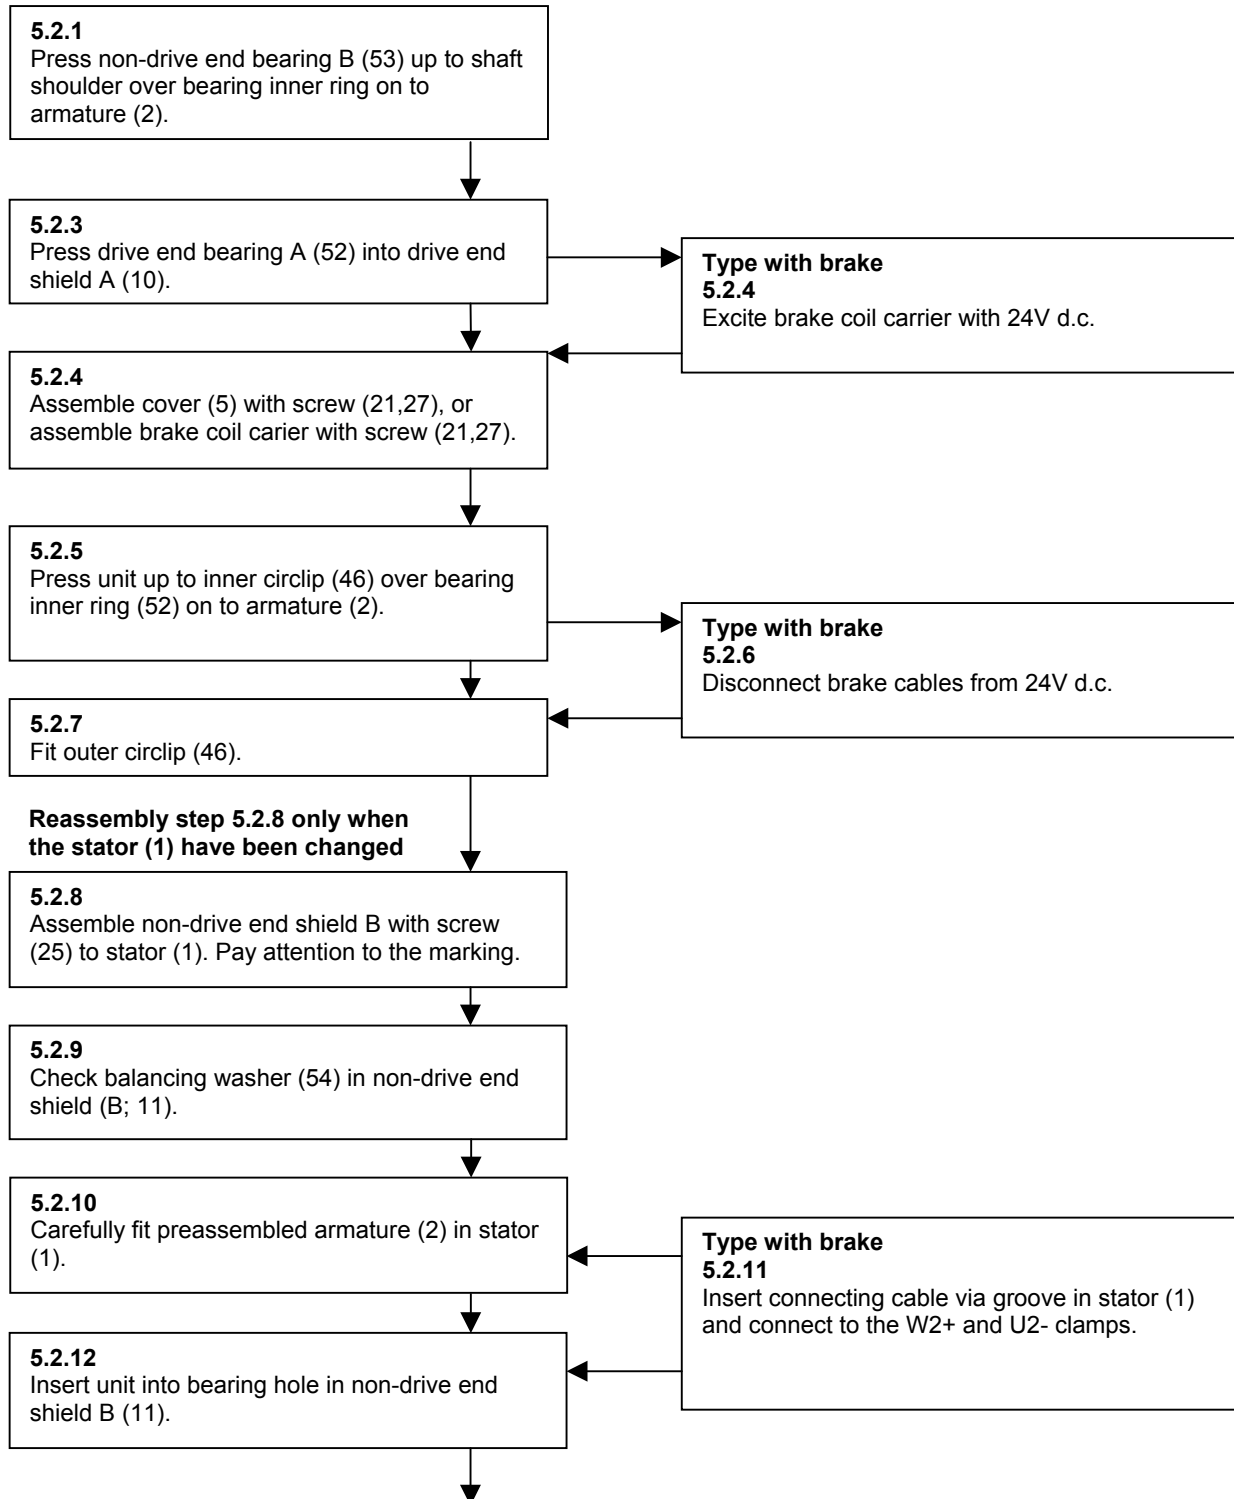 5.2.1
Press non-drive end bearing B (53) up to shaft
shoulder over bearing inner ring on to
armature (2).
5.2.3
Press drive end bearing A (52) into drive end
shield A (10).
Type with brake
5.2.4
Excite brake coil carrier with 24V d.c.
5.2.4
Assemble cover (5) with screw (21,27), or
assemble brake coil carier with screw (21,27).
5.2.5
Press unit up to inner circlip (46) over bearing
inner ring (52) on to armature (2).
Type with brake
5.2.6
Disconnect brake cables from 24V d.c.
5.2.7
Fit outer circlip (46).
Reassembly step 5.2.8 only when
the stator (1) have been changed
5.2.8
Assemble non-drive end shield B with screw
(25) to stator (1). Pay attention to the marking.
5.2.9
Check balancing washer (54) in non-drive end
shield (B; 11).
5.2.10
Carefully fit preassembled armature (2) in stator
(1).
Type with brake
5.2.11
Insert connecting cable via groove in stator (1)
and connect to the W2+ and U2- clamps.
5.2.12
Insert unit into bearing hole in non-drive end
shield B (11).